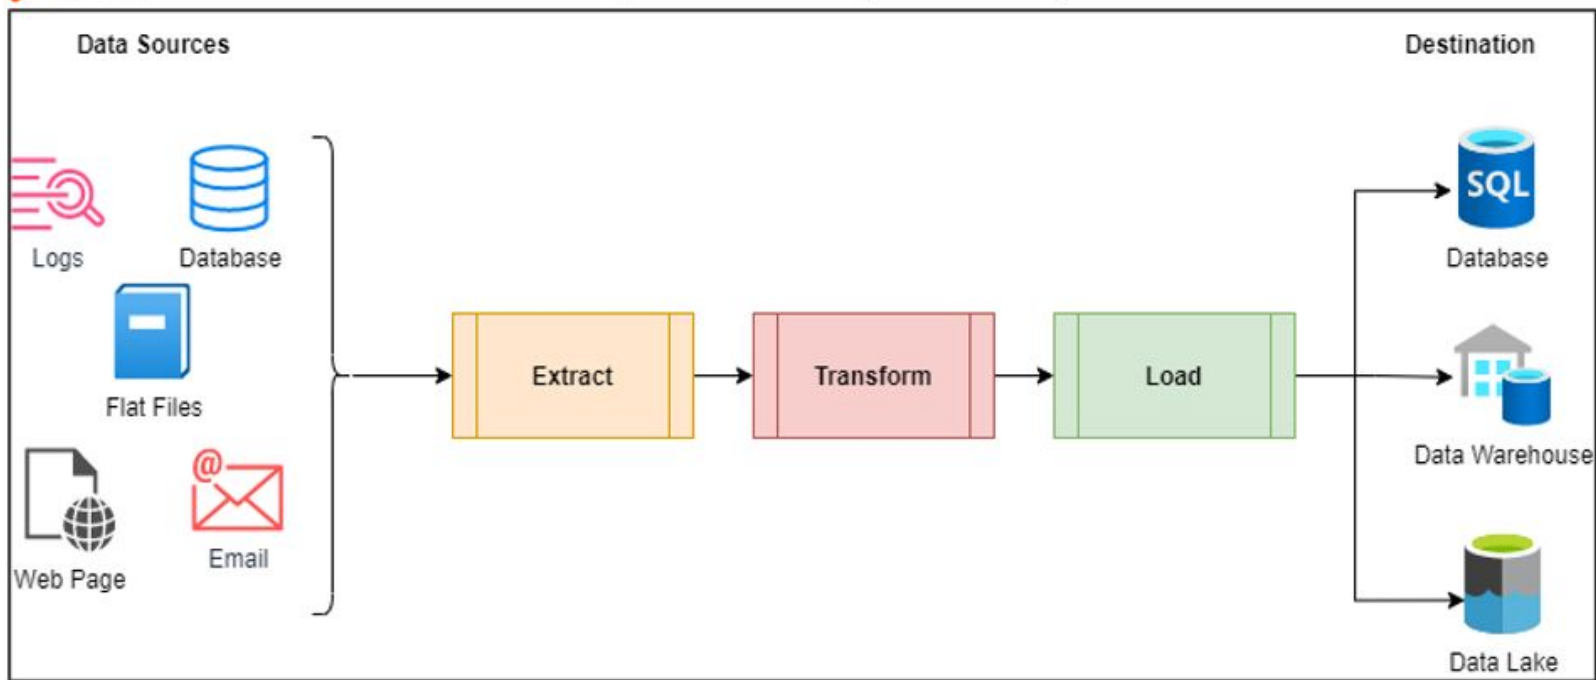 Data Sources
Destination
Logs
Database
Flat Files
Web Page
@
Email
Extract
Transform
Load
SQL
Database
Data Warehouse
Data Lake